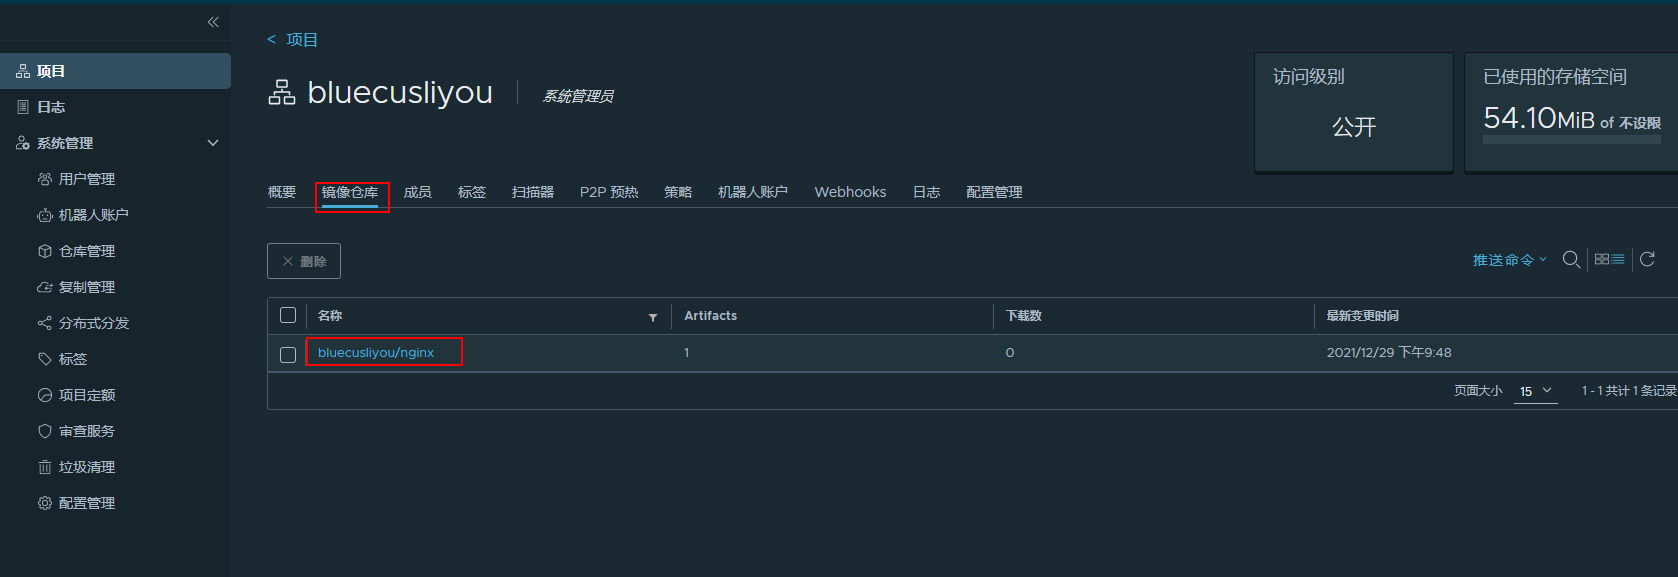 项目
日志
系统管理
用户管理
机器人账户
仓库管理
复制管理
分布式分发
标签
项目定额
审查服务
垃圾清理
配置管理
< 项目
bluecusliyou 系统管理员
访问级别
公开
已使用的存储空间
54.10MiB of 不设限
概要 镜像仓库 成员 标签 扫描器 P2P 预热 策略 机器人账户 Webhooks 日志 配置管理
删除
推送命令
名称 Artifacts 下载数 最新变更时间
bluecusliyou/nginx 1 0 2021/12/29 下午9:48
页面大小 15 1 - 1 共计 1 条记录